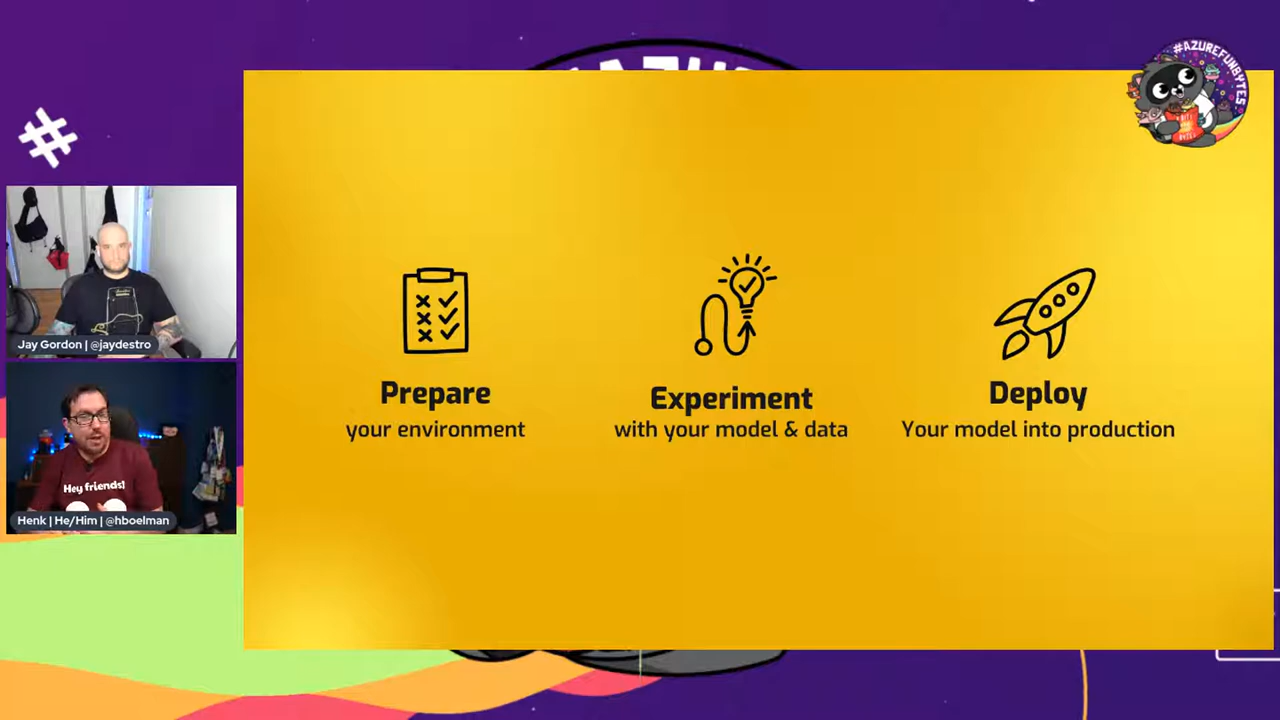 #AZUREFUNBYTES
#
Jay Gordon | @jaydestro
Hey friends!
Henk | He/Him | @hboelman
Prepare
your environment
Experiment
with your model & data
Deploy
Your model into production